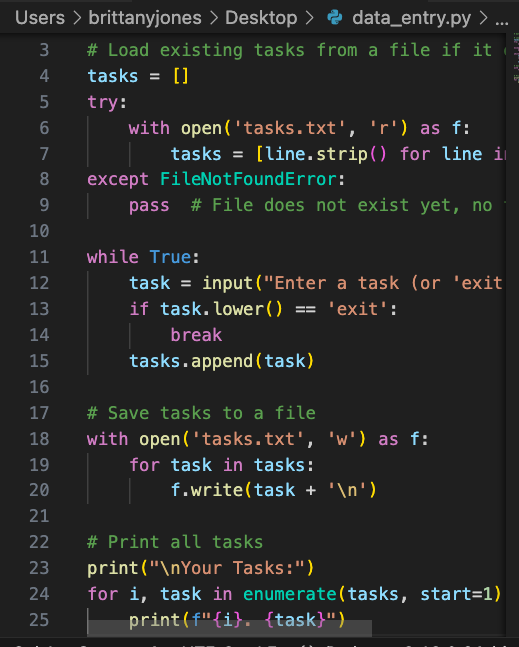 Users > brittanyjones > Desktop > data_entry.py > ...
3 # Load existing tasks from a file if it
4 tasks = []
5 try:
6 with open('tasks.txt', 'r') as f:
7 tasks = [line.strip() for line
8 except FileNotFoundError:
9 pass # File does not exist yet, no
10
11 while True:
12 task = input("Enter a task (or 'exit
13 if task.lower() == 'exit':
14 break
15 tasks.append(task)
16
17 # Save tasks to a file
18 with open('tasks.txt', 'w') as f:
19 for task in tasks:
20 f.write(task + '\n')
21
22 # Print all tasks
23 print("\nYour Tasks:")
24 for i, task in enumerate(tasks, start=1)
25 print(f"{i}. {task}")